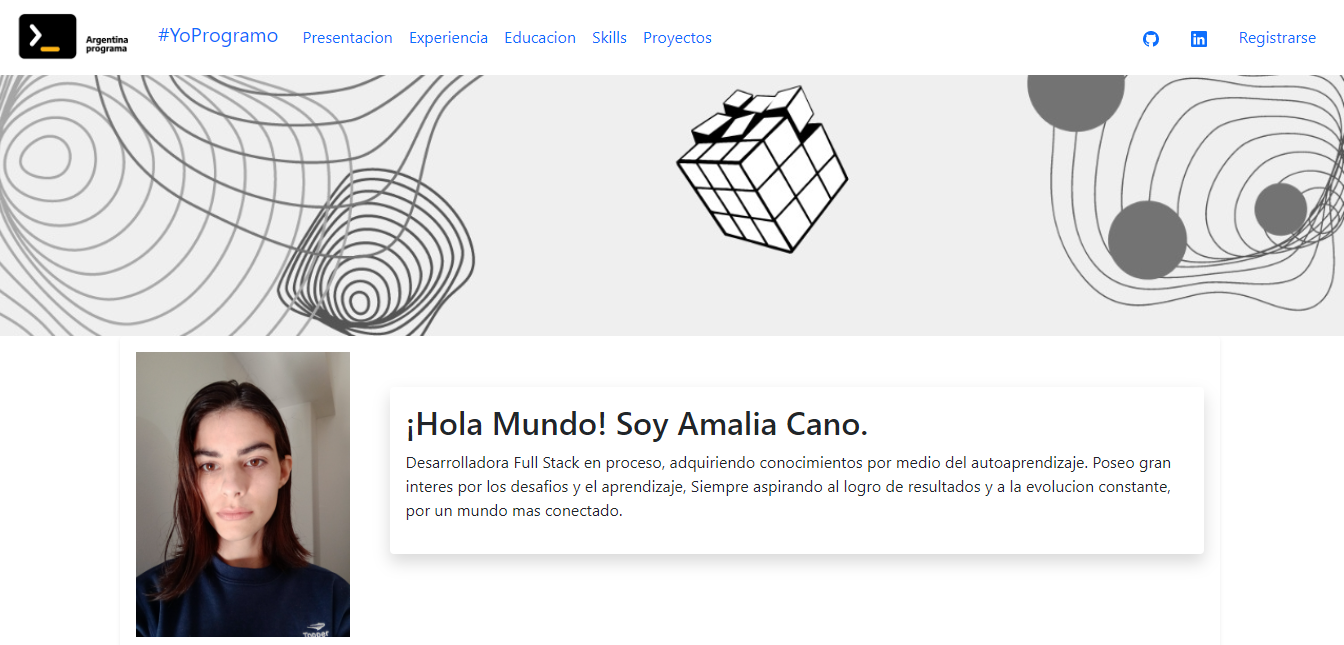 Argentina
programa
#YoProgramo
Presentacion
Experiencia
Educacion
Skills
Proyectos
Registrarse
¡Hola Mundo! Soy Amalia Cano.
Desarrolladora Full Stack en proceso, adquiriendo conocimientos por medio del autoaprendizaje. Poseo gran
interes por los desafios y el aprendizaje, Siempre aspirando al logro de resultados y a la evolucion constante,
por un mundo mas conectado.
Topper